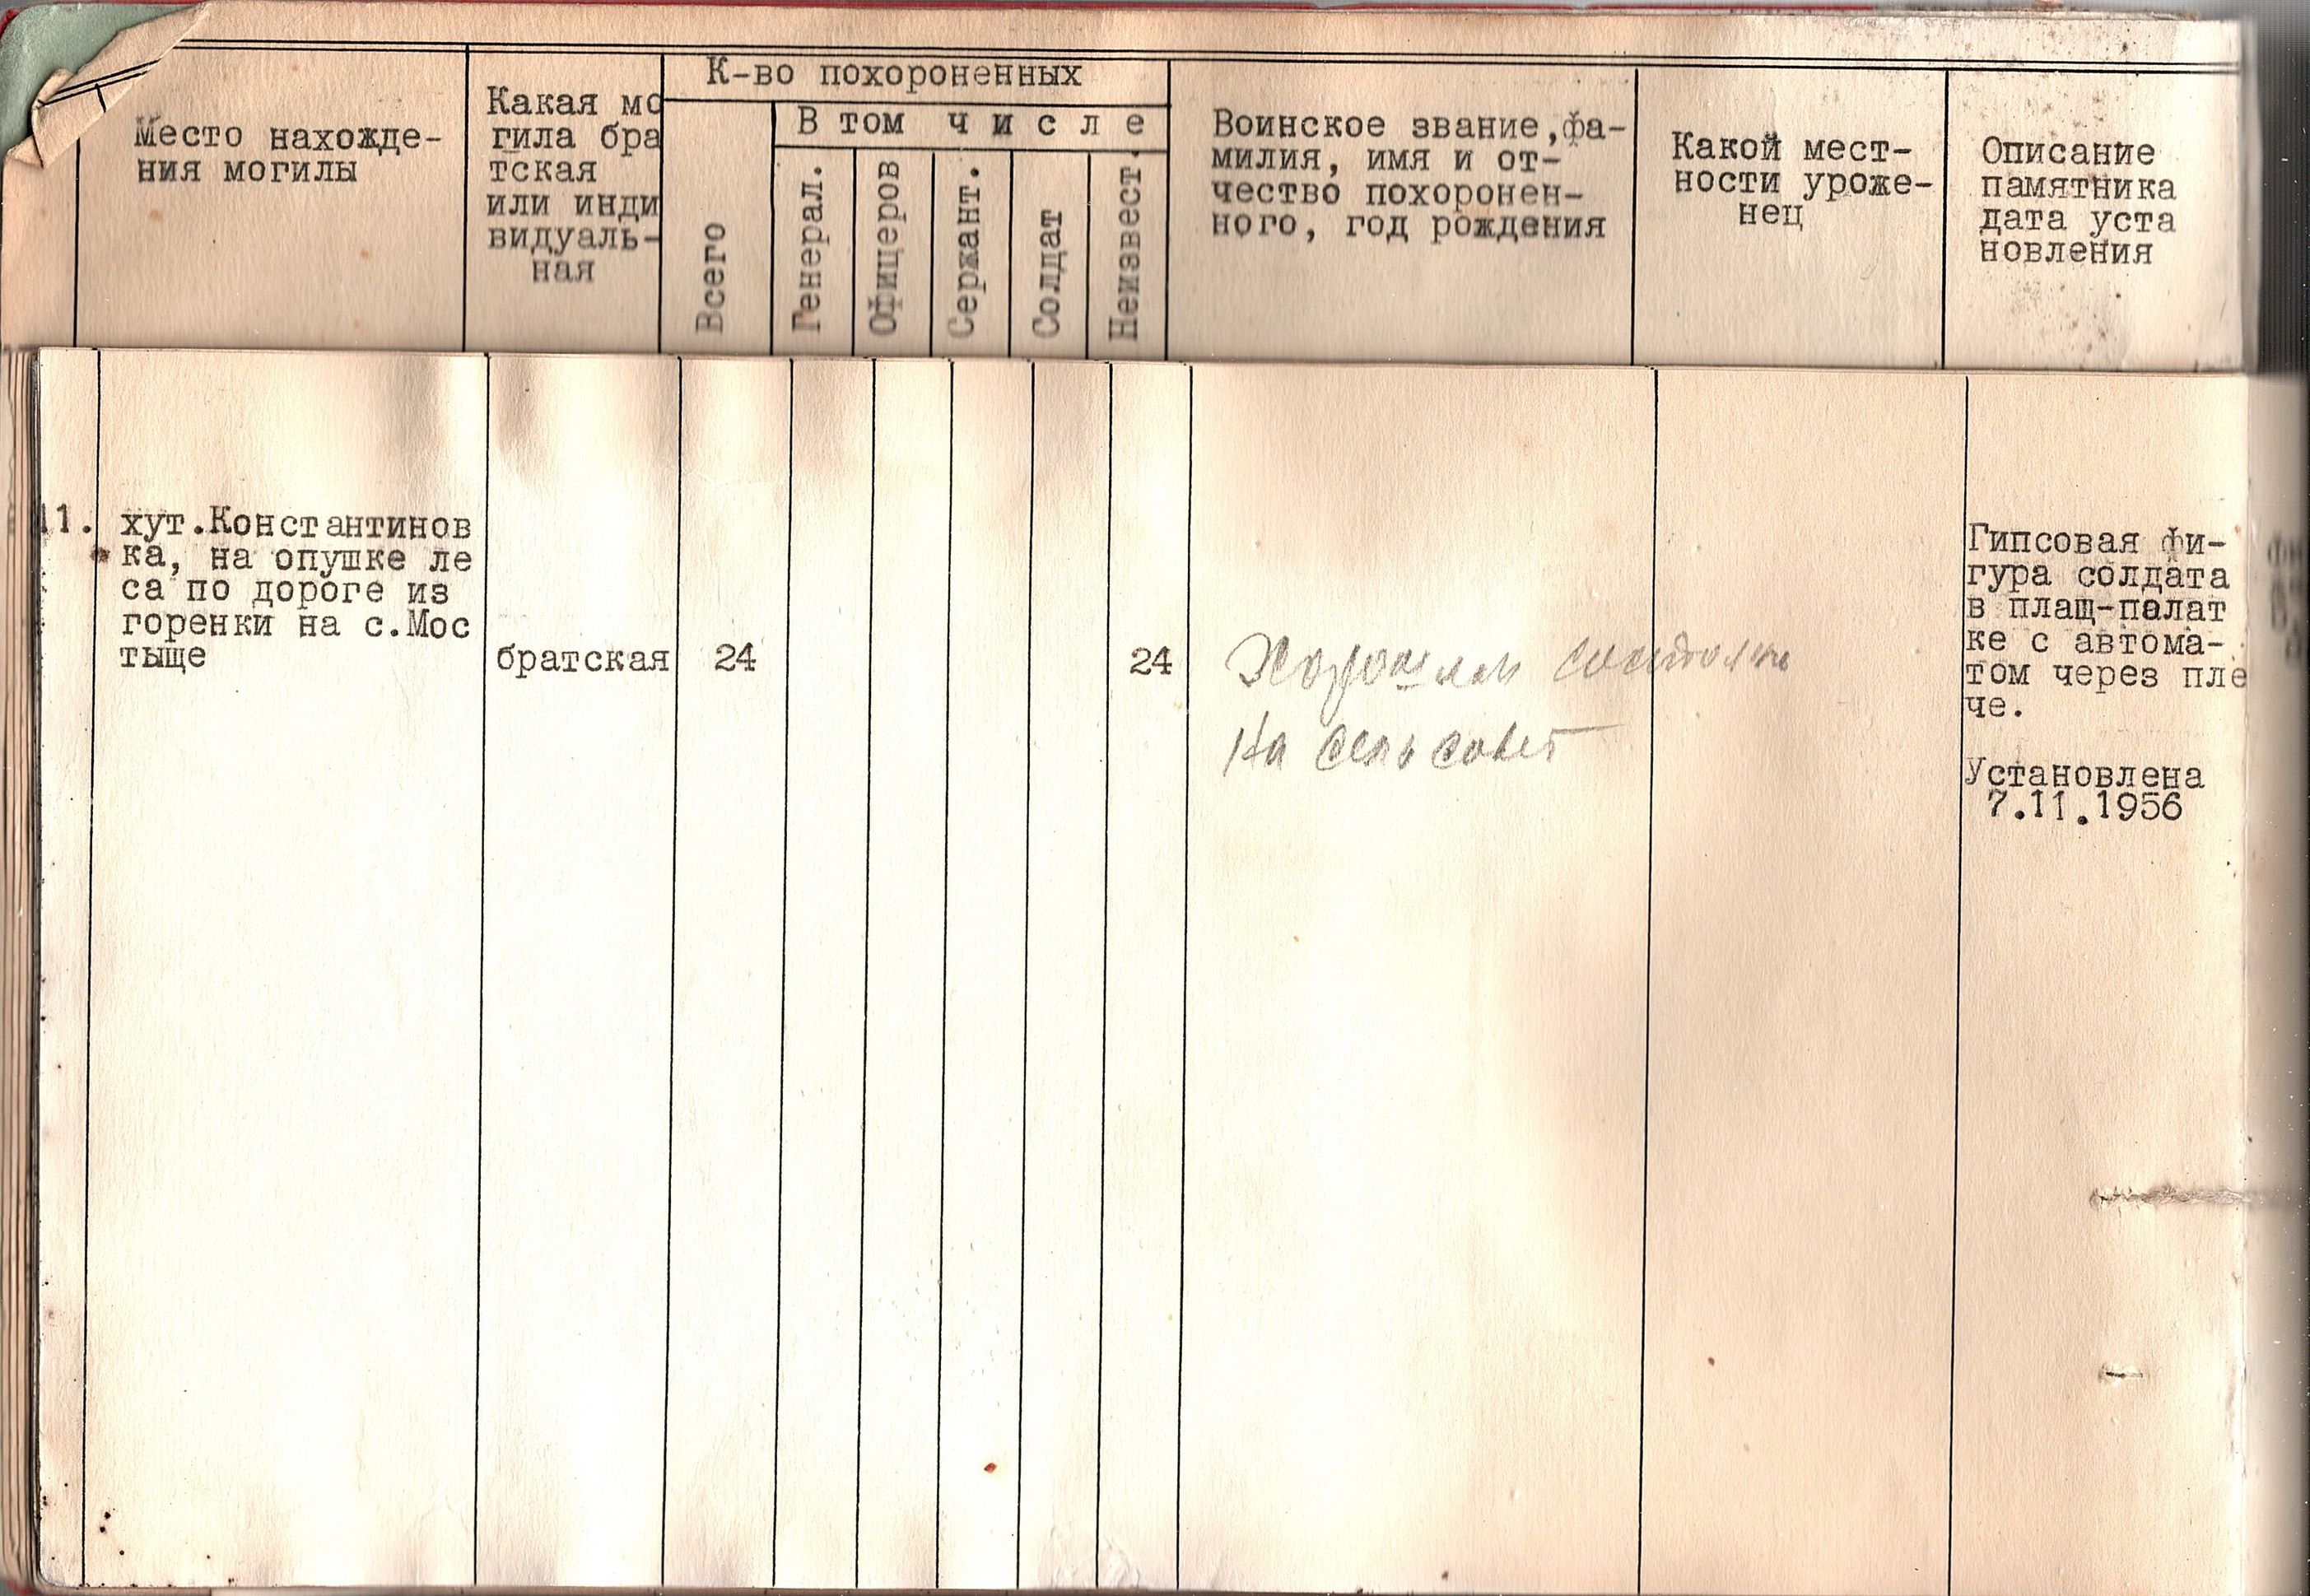 К-во похороненных
Место нахожде-
ния могилы
Какая мо
гила бра
тская
или инди
видуаль-
ная
В том числе
Всего
Генерал.
Офицеров
Сержант.
Солдат
Неизвест.
Воинское звание,фа-
милия, имя и от-
чество похоронен-
ного, год рождения
Какой мест-
ности уроже-
нец
Описание
памятника
дата уста
новления
11.
хут.Константинов
ка, на опушке ле
са по дороге из
горенки на с.Мос
тыще
братская
24
24
на сельсовет
Гипсовая фи-
гура солдата
в плащ-палат
ке с автома-
том через пле
че.
Установлена
7.11.1956